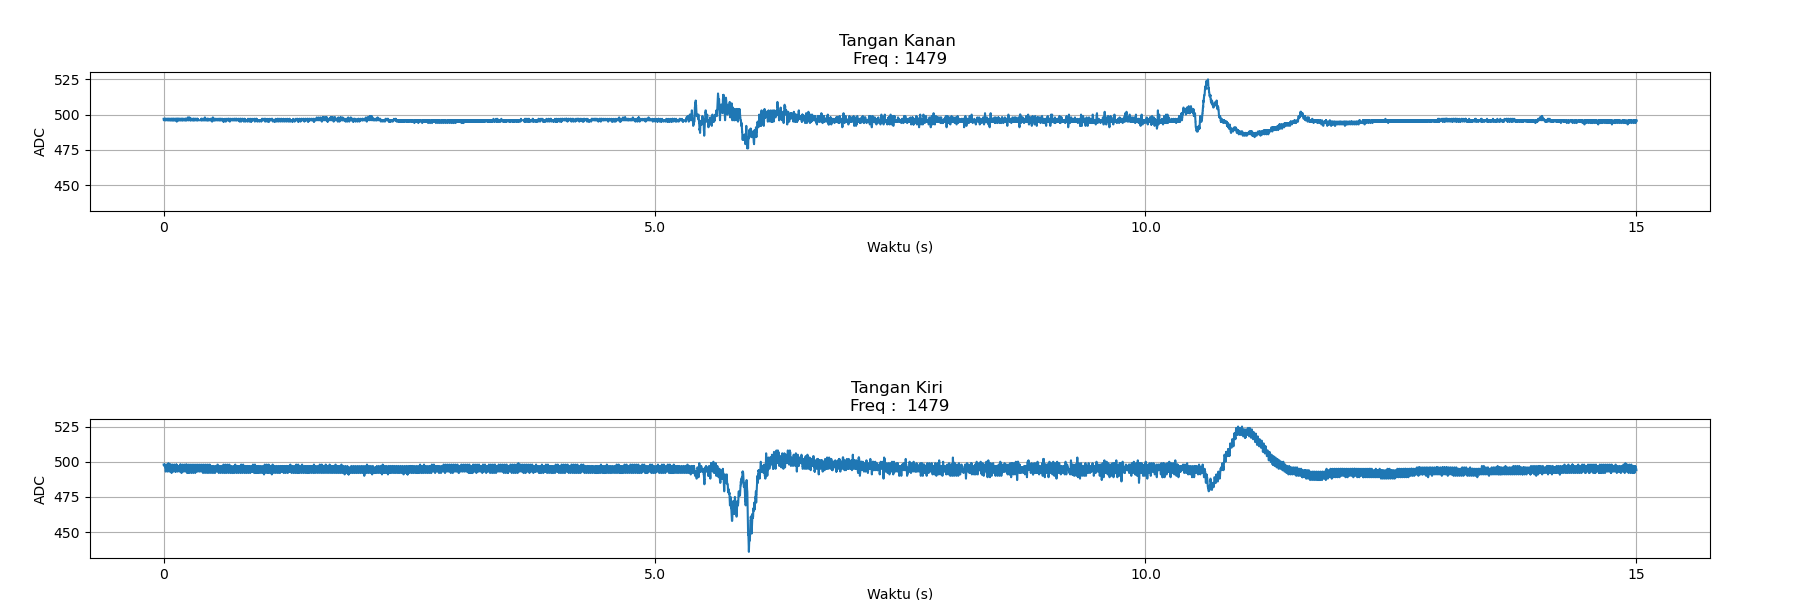 Tangan Kanan
Freq : 1479
525
500
475
450
ADC
0 5.0 10.0 15
Waktu (s)
Tangan Kiri
Freq :  1479
525
500
475
450
ADC
0 5.0 10.0 15
Waktu (s)